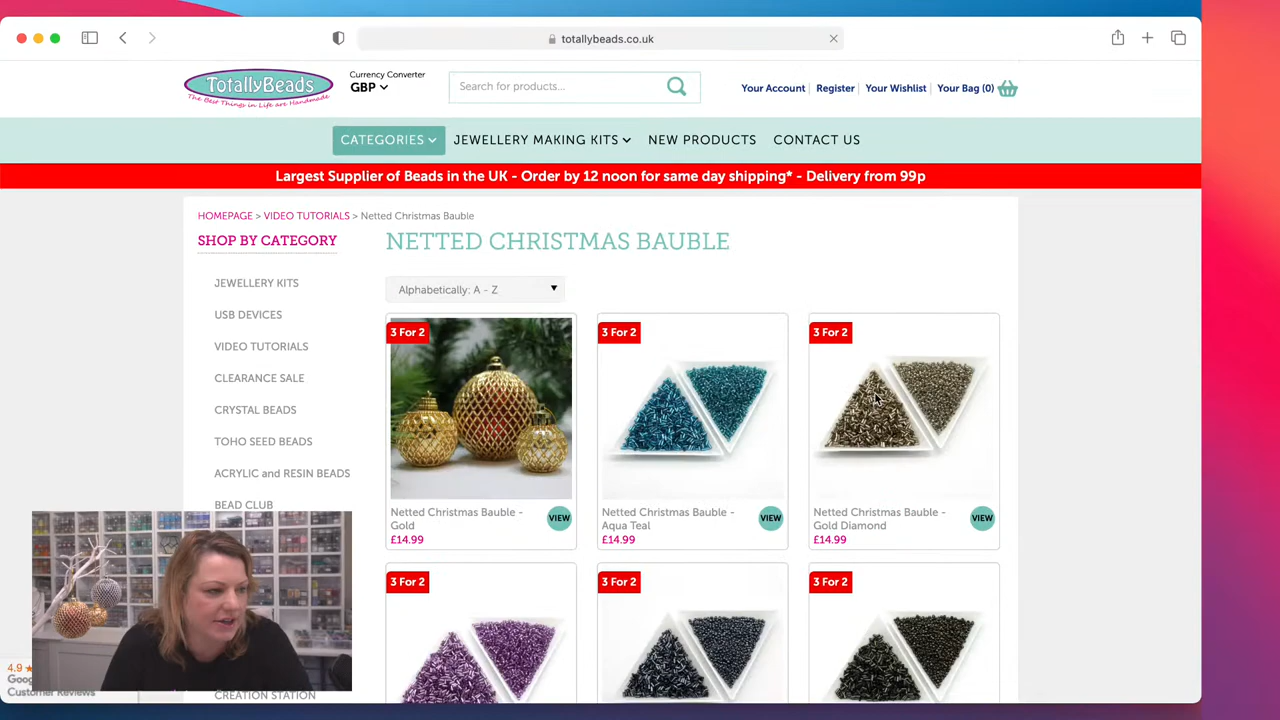 totallybeads.co.uk
TotallyBeads
The Best Things in Life are Handmade
Currency Converter
GBP
Search for products...
Your Account
Register
Your Wishlist
Your Bag (0)
CATEGORIES
JEWELLERY MAKING KITS
NEW PRODUCTS
CONTACT US
Largest Supplier of Beads in the UK - Order by 12 noon for same day shipping* - Delivery from 99p
HOMEPAGE > VIDEO TUTORIALS > Netted Christmas Bauble
SHOP BY CATEGORY
JEWELLERY KITS
USB DEVICES
VIDEO TUTORIALS
CLEARANCE SALE
CRYSTAL BEADS
TOHO SEED BEADS
ACRYLIC and RESIN BEADS
BEAD CLUB
CREATION STATION
NETTED CHRISTMAS BAUBLE
Alphabetically: A - Z
3 For 2
Netted Christmas Bauble -
Gold
£14.99
VIEW
3 For 2
Netted Christmas Bauble -
Aqua Teal
£14.99
VIEW
3 For 2
Netted Christmas Bauble -
Gold Diamond
£14.99
VIEW
3 For 2
3 For 2
3 For 2
4.9
Customer Reviews